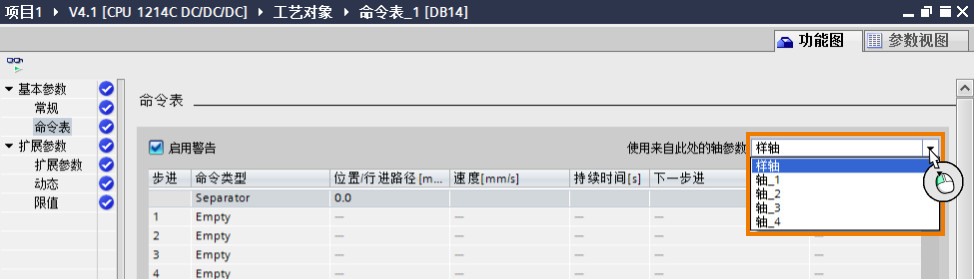 项目1 ▸ V4.1 [CPU 1214C DC/DC/DC] ▸ 工艺对象 ▸ 命令表_1 [DB14]
功能图 参数视图
基本参数
常规
命令表
扩展参数
扩展参数
动态
限值
命令表
启用警告 使用来自此处的轴参数 样轴
样轴
轴_1
轴_2
轴_3
轴_4
步进 命令类型 位置/行进路径 [m... 速度[mm/s] 持续时间[s] 下一步进
Separator 0.0
1 Empty — — — — —
2 Empty — — — — —
3 Empty — — — — —
4 Empty — — — — —